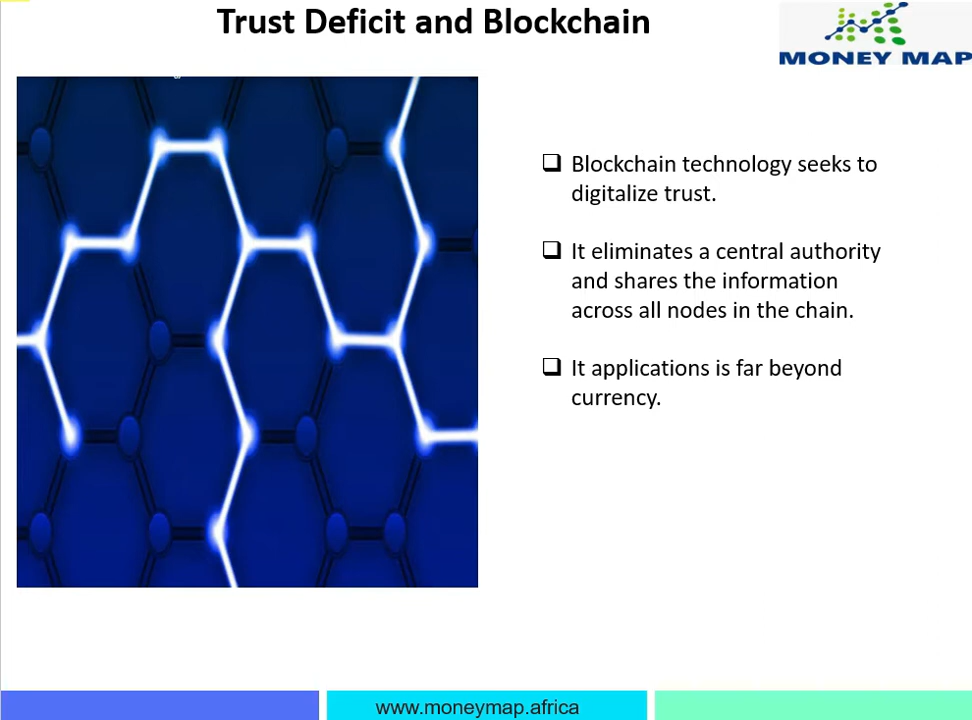 Trust Deficit and Blockchain
MONEY MAP
Blockchain technology seeks to
digitalize trust.
It eliminates a central authority
and shares the information
across all nodes in the chain.
It applications is far beyond
currency.
www.moneymap.africa